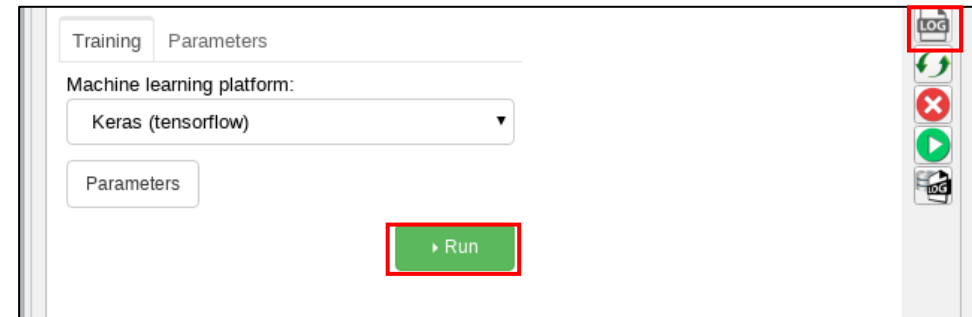 Training Parameters
LOG
Machine learning platform:
Keras (tensorflow)
Parameters
LOG
Run